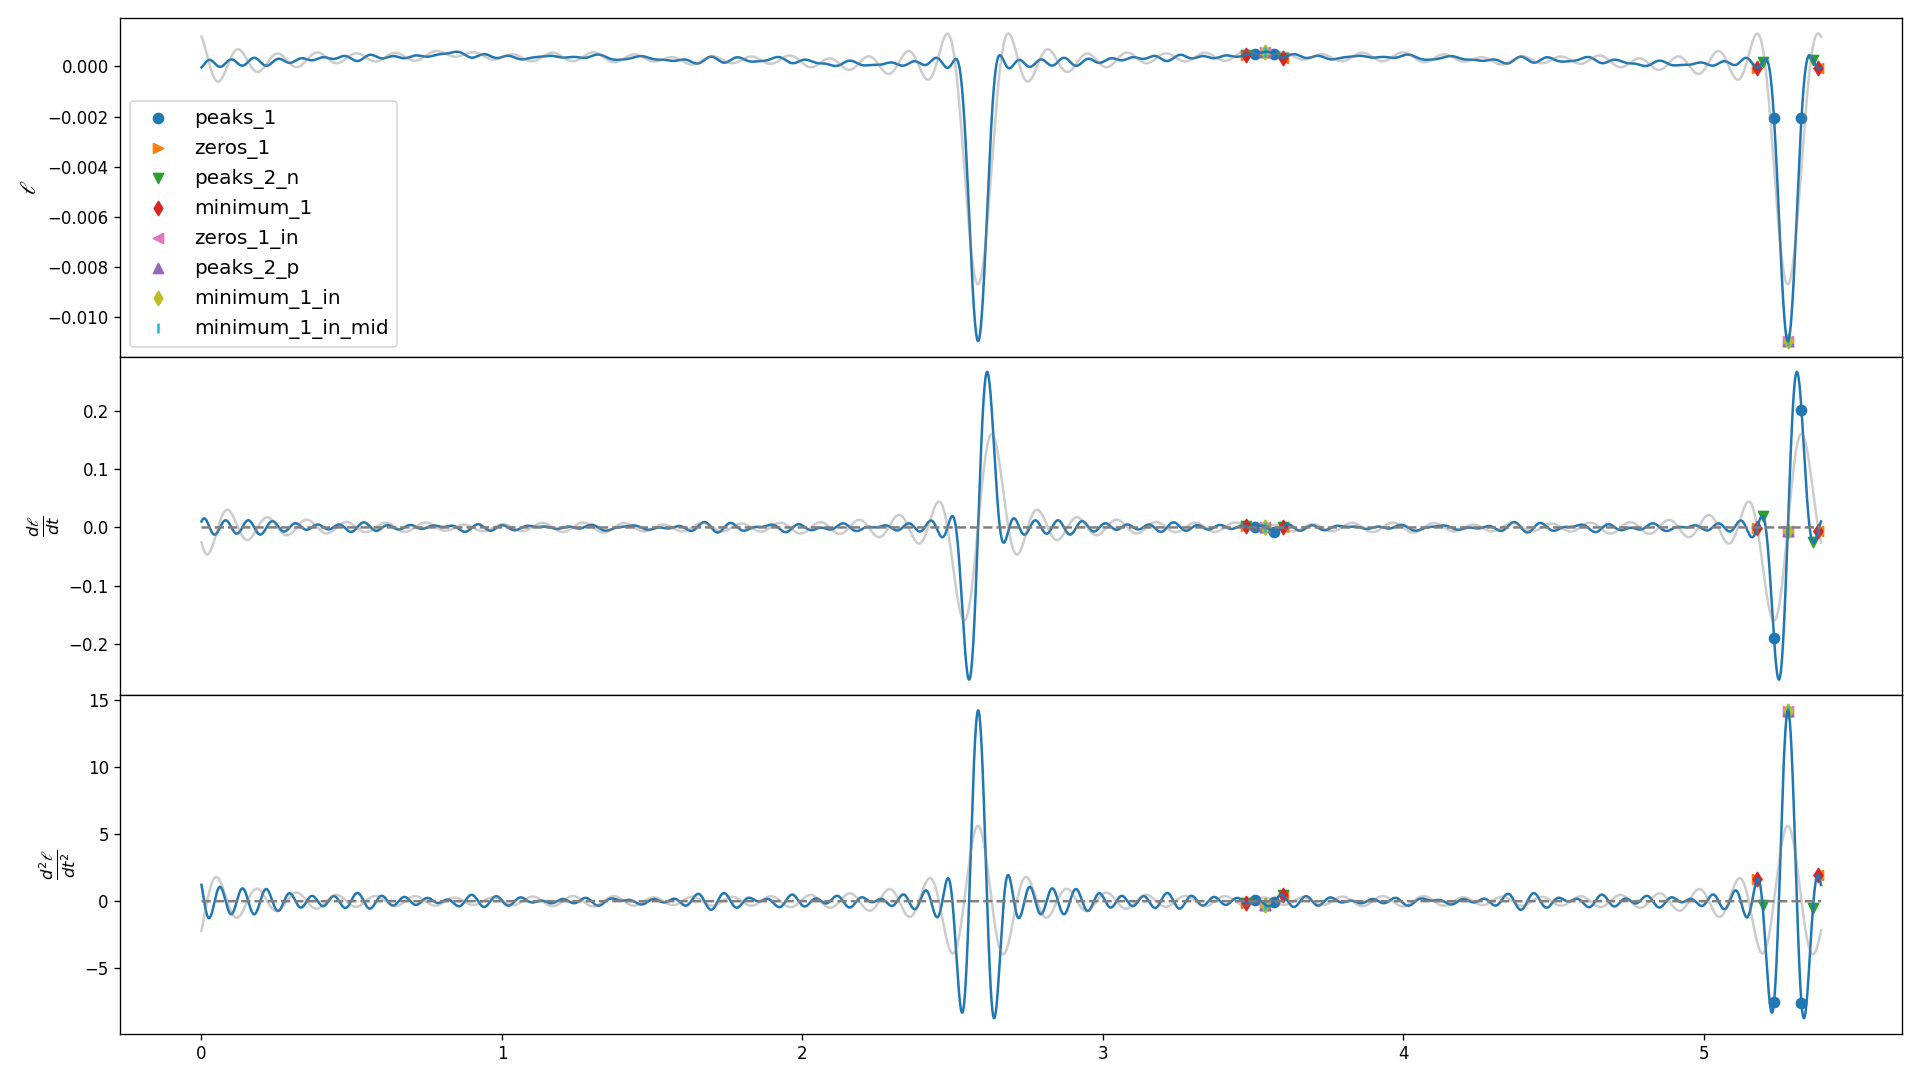 0.000
−0.002
−0.004
−0.006
−0.008
−0.010
ℓ
peaks_1
zeros_1
peaks_2_n
minimum_1
zeros_1_in
peaks_2_p
minimum_1_in
minimum_1_in_mid
0.2
0.1
0.0
−0.1
−0.2
dℓ
dt
15
10
5
0
−5
d²ℓ
dt²
0 1 2 3 4 5